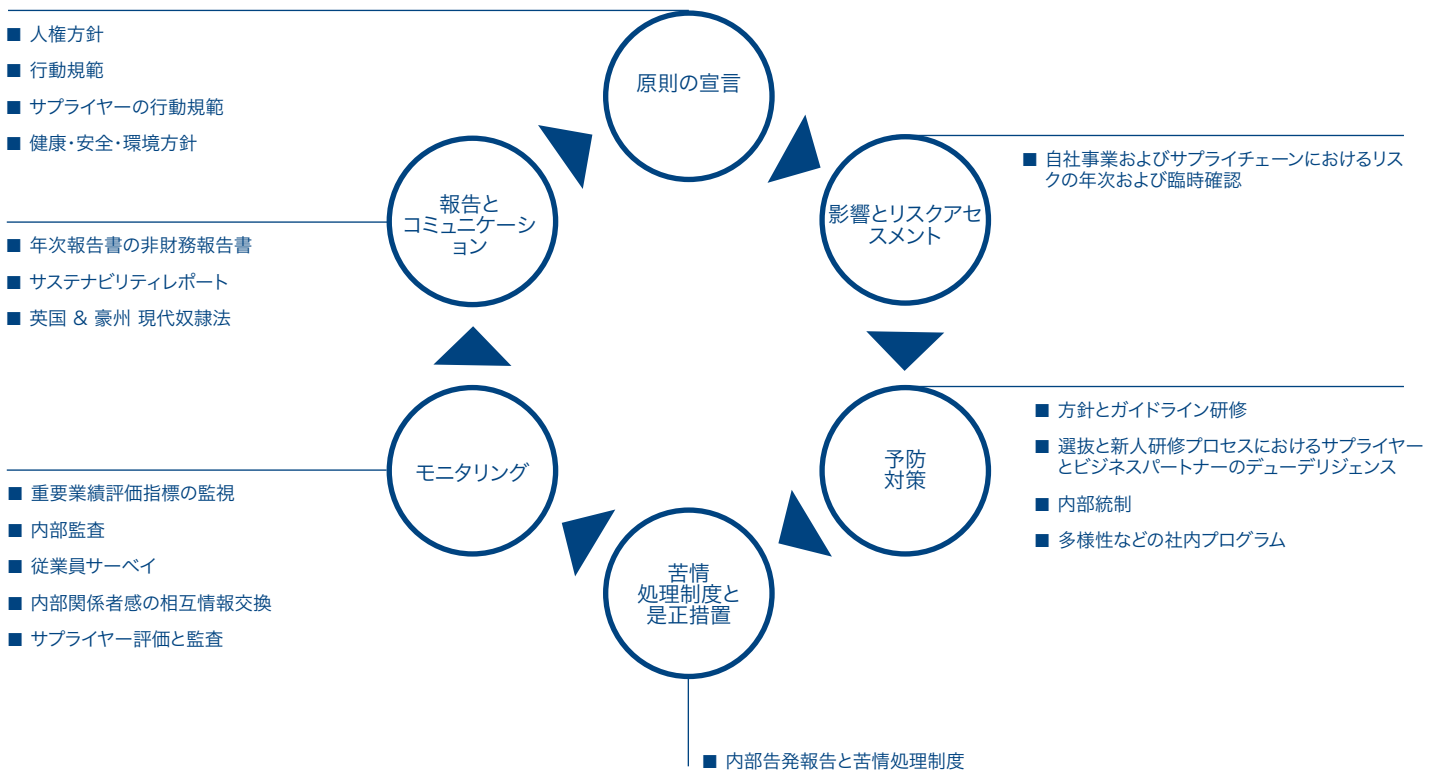 原則の宣言
■ 人権方針
■ 行動規範
■ サプライヤーの行動規範
■ 健康・安全・環境方針
影響とリスクアセ
スメント
■ 自社事業およびサプライチェーンにおけるリス
クの年次および臨時確認
予防
対策
■ 方針とガイドライン研修
■ 選抜と新人研修プロセスにおけるサプライヤー
とビジネスパートナーのデューデリジェンス
■ 内部統制
■ 多様性などの社内プログラム
苦情
処理制度と
是正措置
■ 内部告発報告と苦情処理制度
モニタリング
■ 重要業績評価指標の監視
■ 内部監査
■ 従業員サーベイ
■ 内部関係者感の相互情報交換
■ サプライヤー評価と監査
報告と
コミュニケーシ
ョン
■ 年次報告書の非財務報告書
■ サステナビリティレポート
■ 英国 & 豪州 現代奴隷法